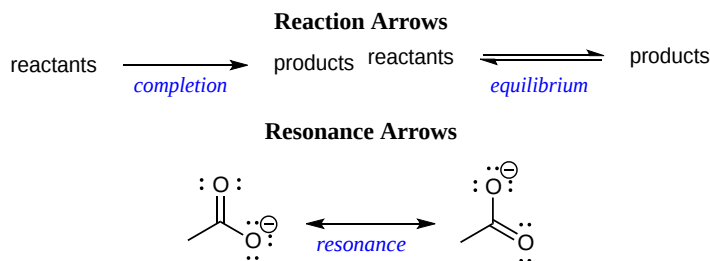 Reaction Arrows
reactants completion products reactants equilibrium products
Resonance Arrows
O O resonance O O